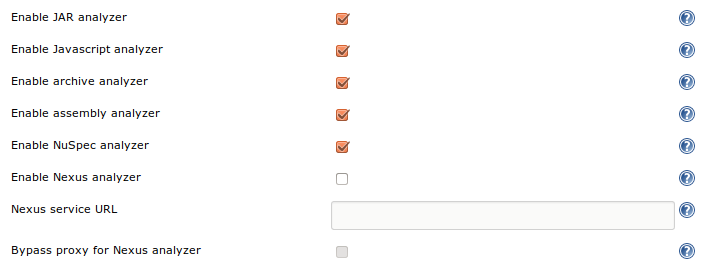 Enable JAR analyzer
Enable Javascript analyzer
Enable archive analyzer
Enable assembly analyzer
Enable NuSpec analyzer
Enable Nexus analyzer
Nexus service URL
Bypass proxy for Nexus analyzer